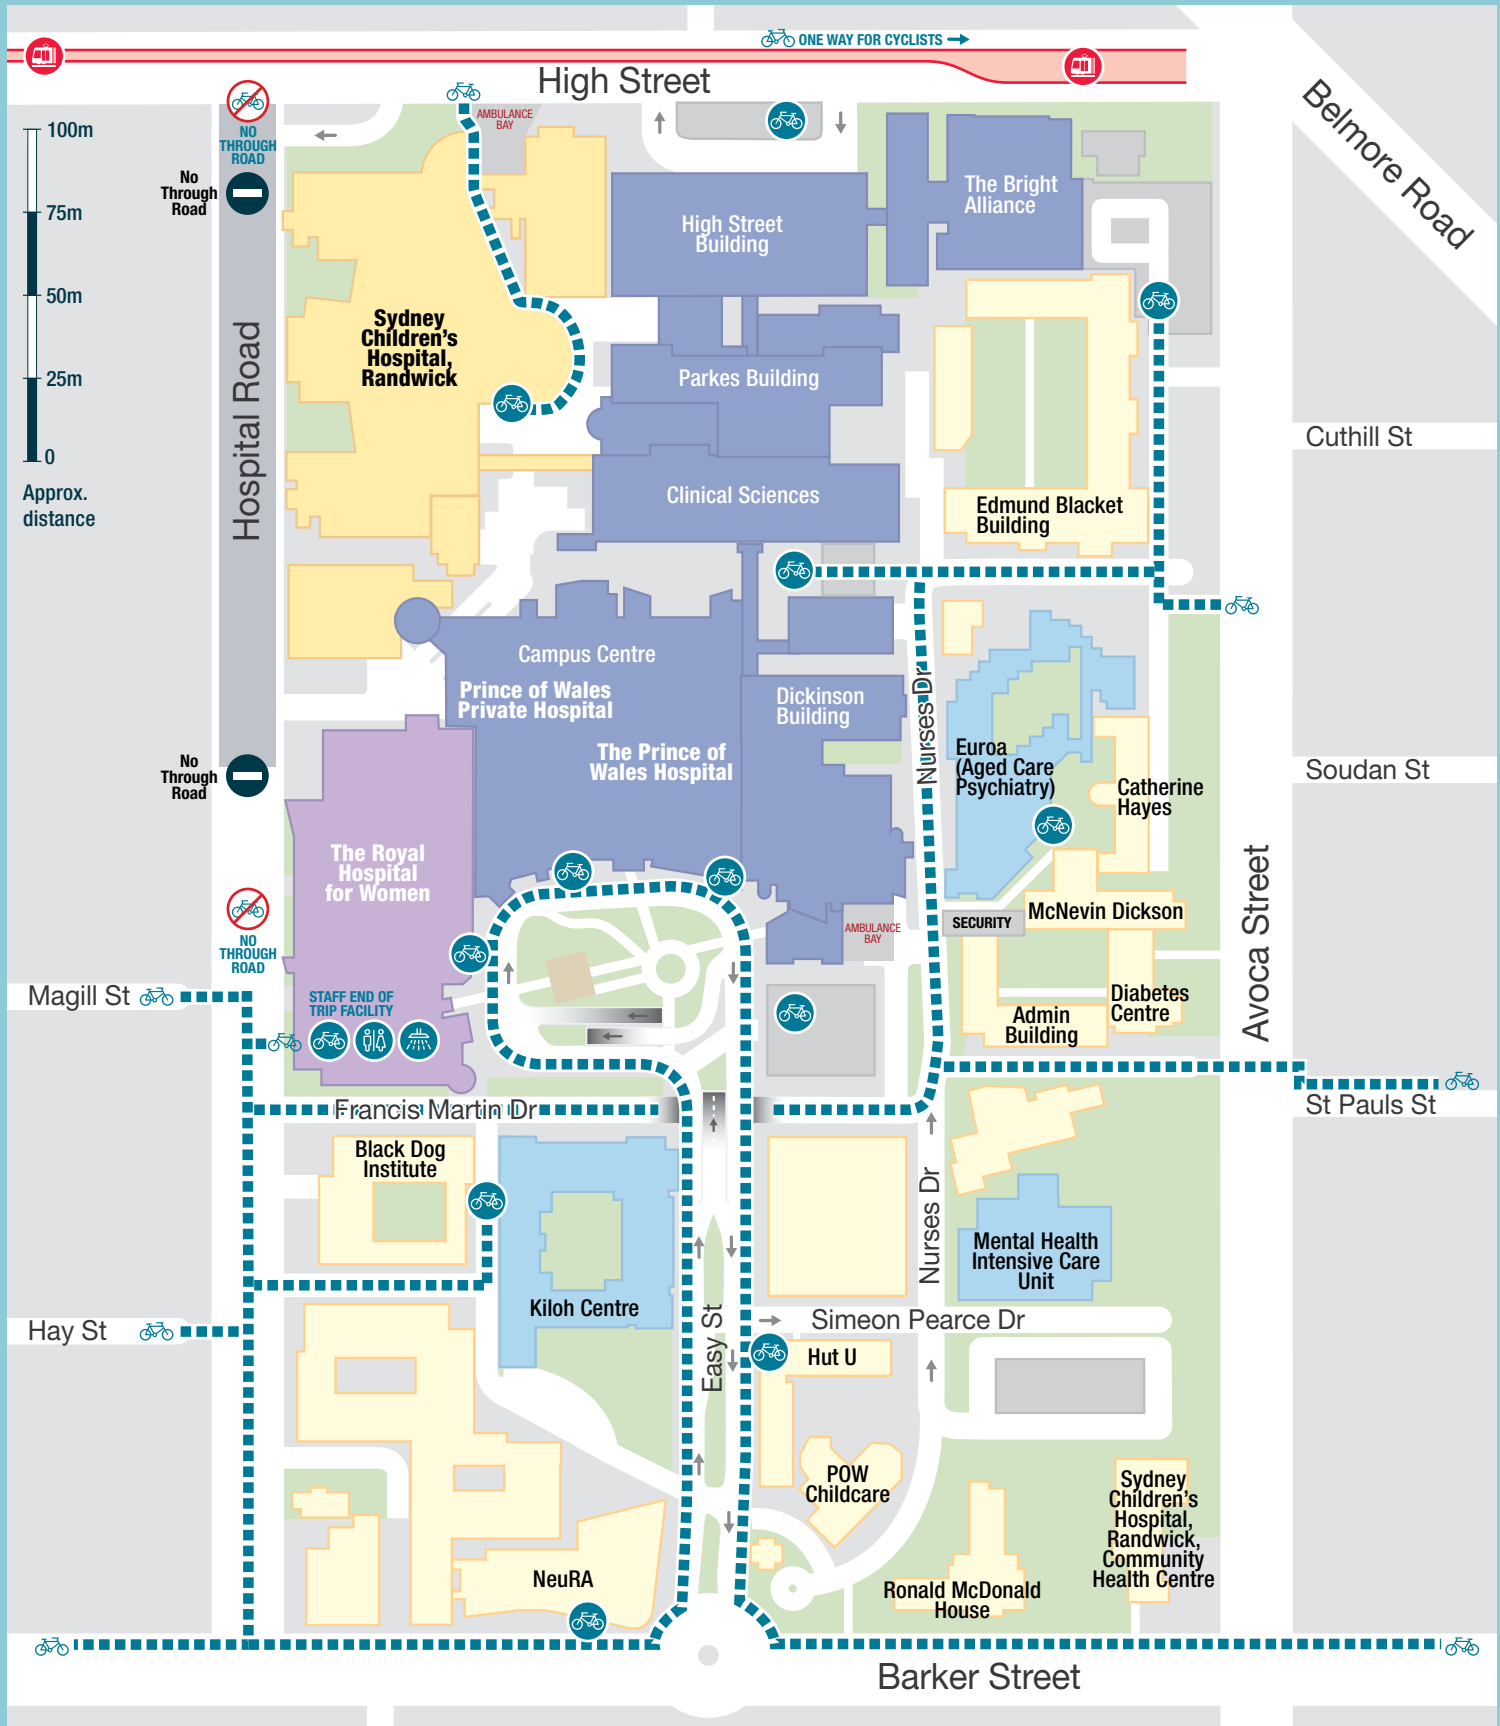 ONE WAY FOR CYCLISTS
High Street
Belmore Road
AMBULANCE
BAY
NO
THROUGH
ROAD
100m
75m
50m
25m
0
Approx.
distance
No
Through
Road
Hospital Road
The Bright
Alliance
High Street
Building
Sydney
Children's
Hospital,
Randwick
Parkes Building
Cuthill St
Clinical Sciences
Edmund Blacket
Building
Campus Centre
Prince of Wales
Private Hospital
Dickinson
Building
The Prince of
Wales Hospital
Nurses Dr
Euroa
(Aged Care
Psychiatry)
Catherine
Hayes
Soudan St
No
Through
Road
The Royal
Hospital
for Women
Avoca Street
McNevin Dickson
SECURITY
AMBULANCE
BAY
NO
THROUGH
ROAD
Magill St
STAFF END OF
TRIP FACILITY
Diabetes
Centre
Admin
Building
Francis Martin Dr
St Pauls St
Black Dog
Institute
Nurses Dr
Mental Health
Intensive Care
Unit
Kiloh Centre
Hay St
Simeon Pearce Dr
Easy St
Hut U
POW
Childcare
Sydney
Children's
Hospital,
Randwick,
Community
Health Centre
NeuRA
Ronald McDonald
House
Barker Street